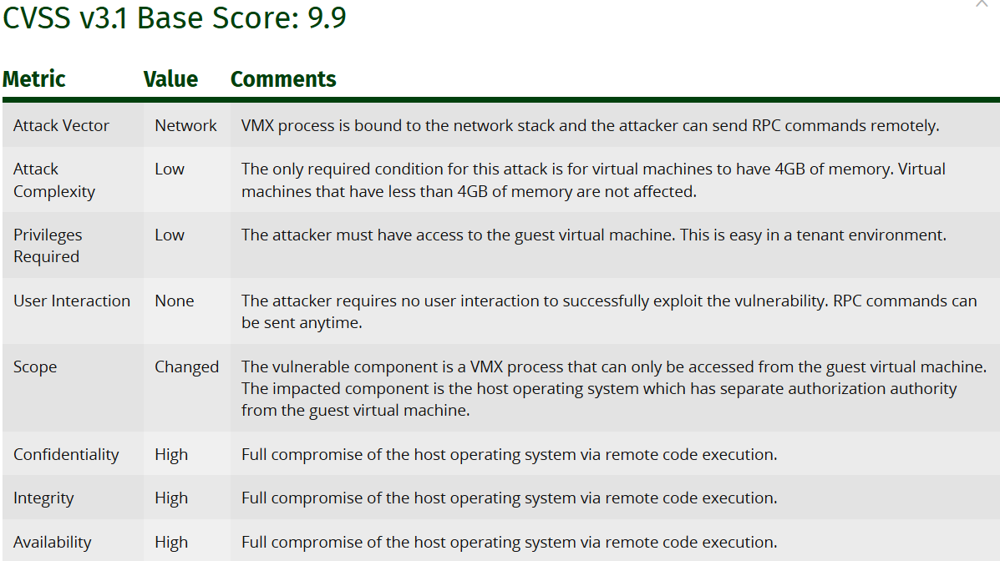 CVSS v3.1 Base Score: 9.9
Metric Value Comments
Attack Vector Network VMX process is bound to the network stack and the attacker can send RPC commands remotely.
Attack Low The only required condition for this attack is for virtual machines to have 4GB of memory. Virtual
Complexity machines that have less than 4GB of memory are not affected.
Privileges Low The attacker must have access to the guest virtual machine. This is easy in a tenant environment.
Required
User Interaction None The attacker requires no user interaction to successfully exploit the vulnerability. RPC commands can
be sent anytime.
Scope Changed The vulnerable component is a VMX process that can only be accessed from the guest virtual machine.
The impacted component is the host operating system which has separate authorization authority
from the guest virtual machine.
Confidentiality High Full compromise of the host operating system via remote code execution.
Integrity High Full compromise of the host operating system via remote code execution.
Availability High Full compromise of the host operating system via remote code execution.